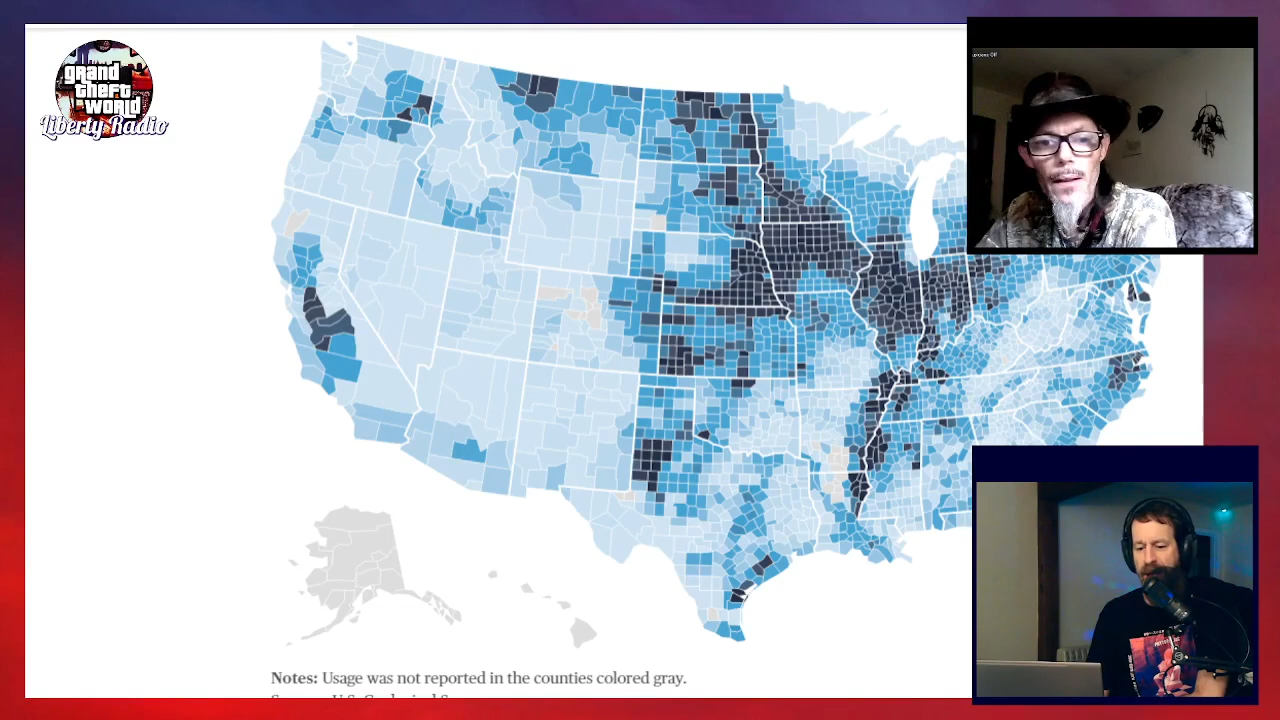 grand
theft
world
Liberty Radio
Notes: Usage was not reported in the counties colored gray.